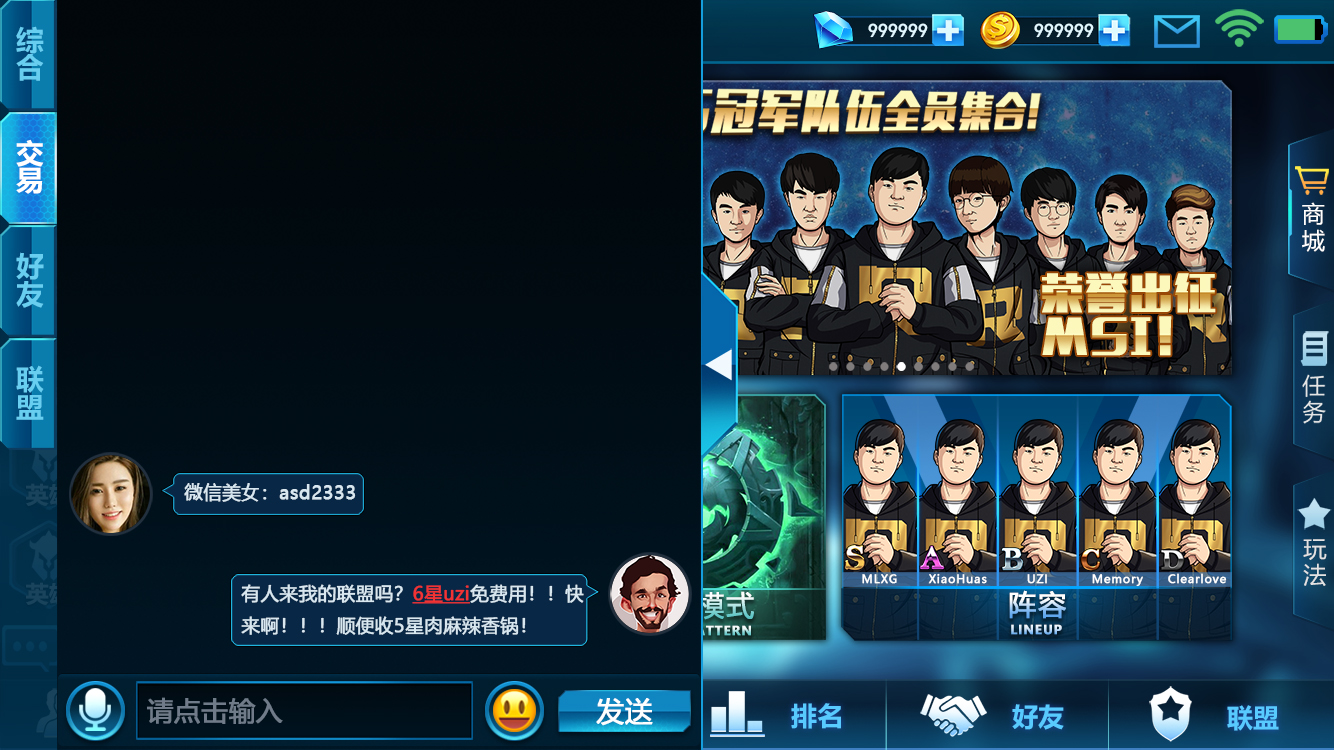 综合
交易
好友
联盟
微信美女：asd2333
有人来我的联盟吗？6星uzi免费用！！快
来啊！！！顺便收5星肉麻辣香锅！
请点击输入
发送
999999
999999
冠军队伍全员集合!
荣誉出征
MSI!
商城
任务
玩法
模式
TTERN
S
A
B
C
D
MLXG
XiaoHuas
UZI
Memory
Clearlove
阵容
LINEUP
排名
好友
联盟